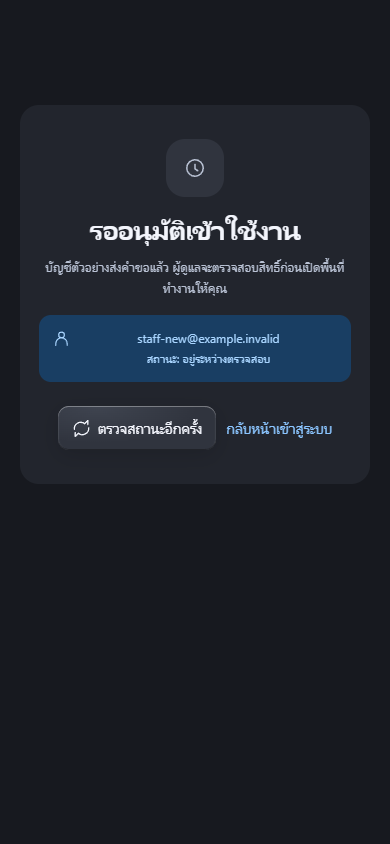 รออนุมัติเข้าใช้งาน
บัญชีตัวอย่างส่งคำขอแล้ว ผู้ดูแลจะตรวจสอบสิทธิ์ก่อนเปิดพื้นที่
ทำงานให้คุณ
staff-new@example.invalid
สถานะ: อยู่ระหว่างตรวจสอบ
ตรวจสถานะอีกครั้ง กลับหน้าเข้าสู่ระบบ